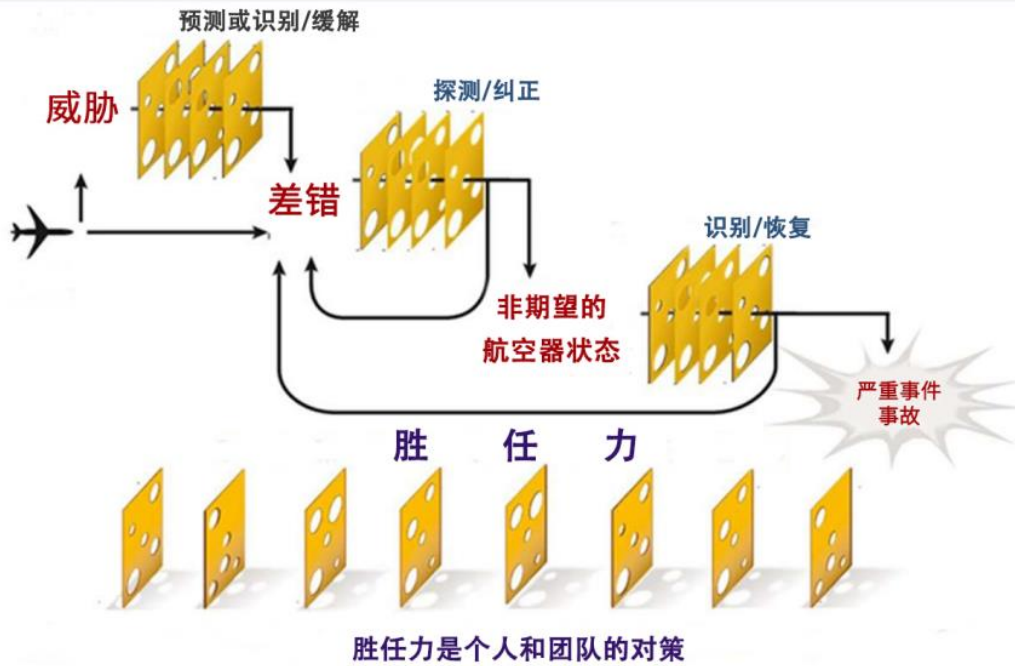 预测或识别/缓解
威胁
探测/纠正
差错
识别/恢复
非期望的
航空器状态
严重事件
事故
胜 任 力
胜任力是个人和团队的对策